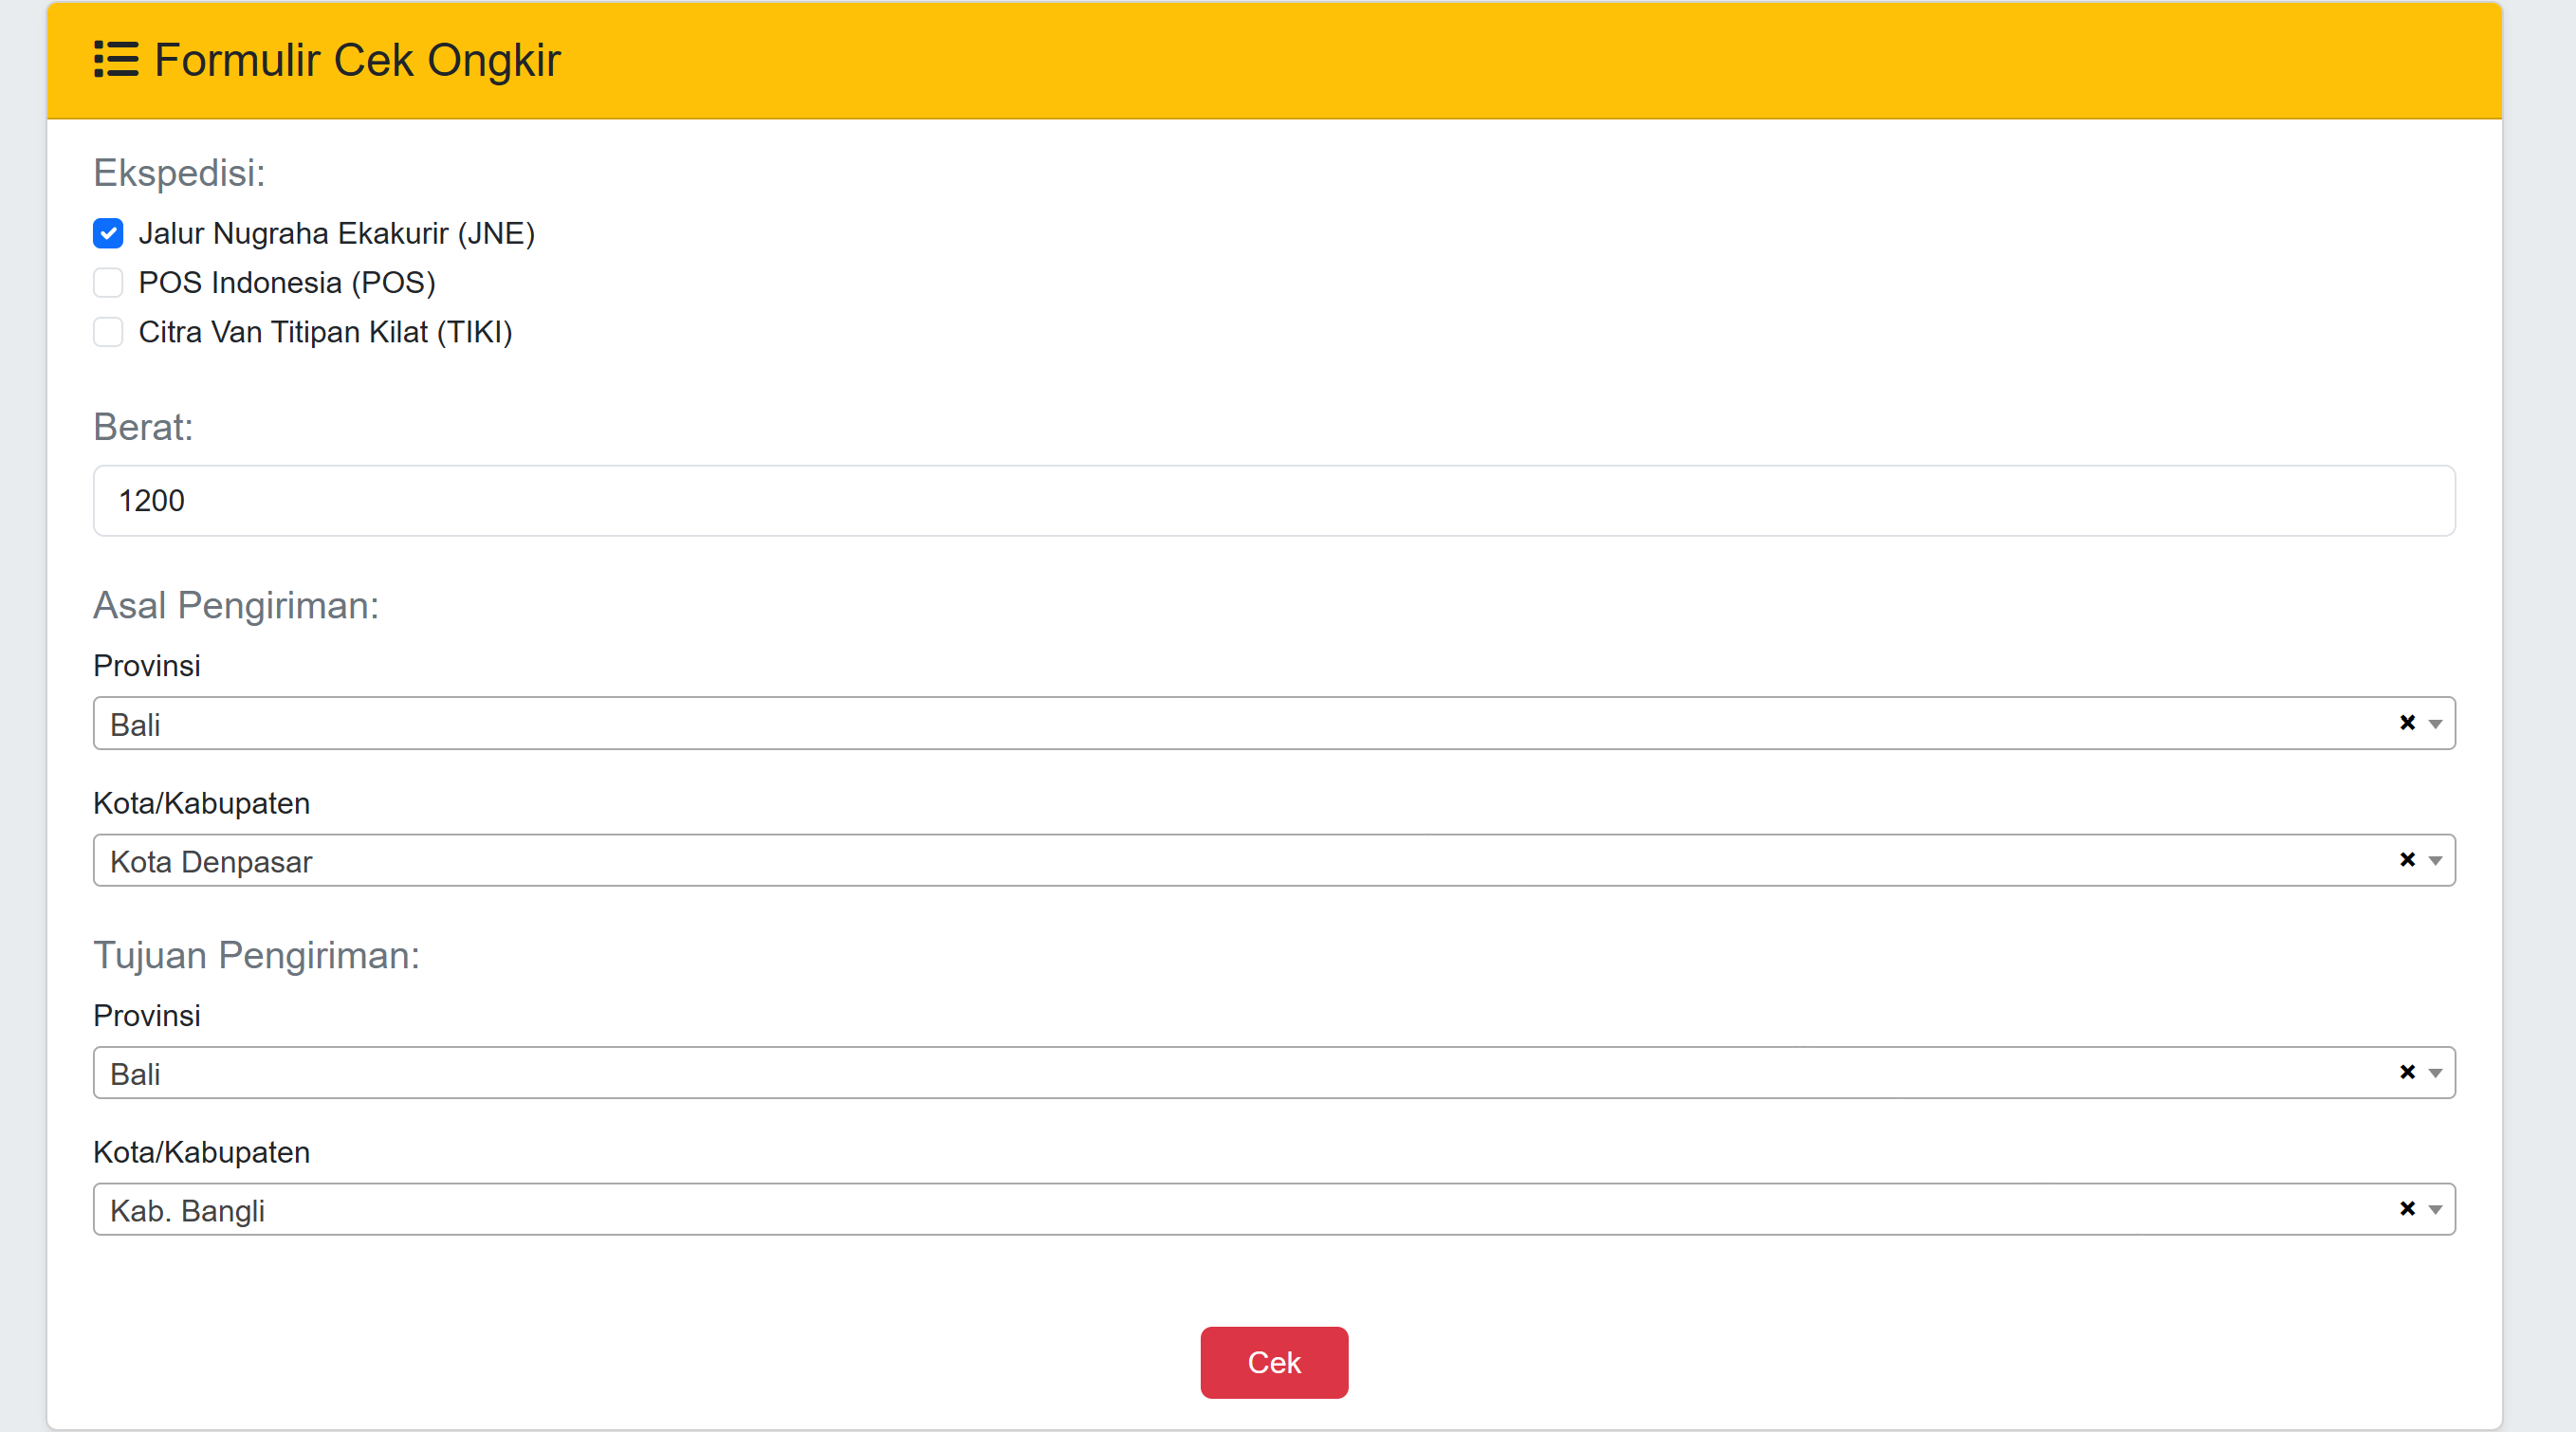 Formulir Cek Ongkir
Ekspedisi:
Jalur Nugraha Ekakurir (JNE)
POS Indonesia (POS)
Citra Van Titipan Kilat (TIKI)
Berat:
1200
Asal Pengiriman:
Provinsi
Bali
Kota/Kabupaten
Kota Denpasar
Tujuan Pengiriman:
Provinsi
Bali
Kota/Kabupaten
Kab. Bangli
Cek